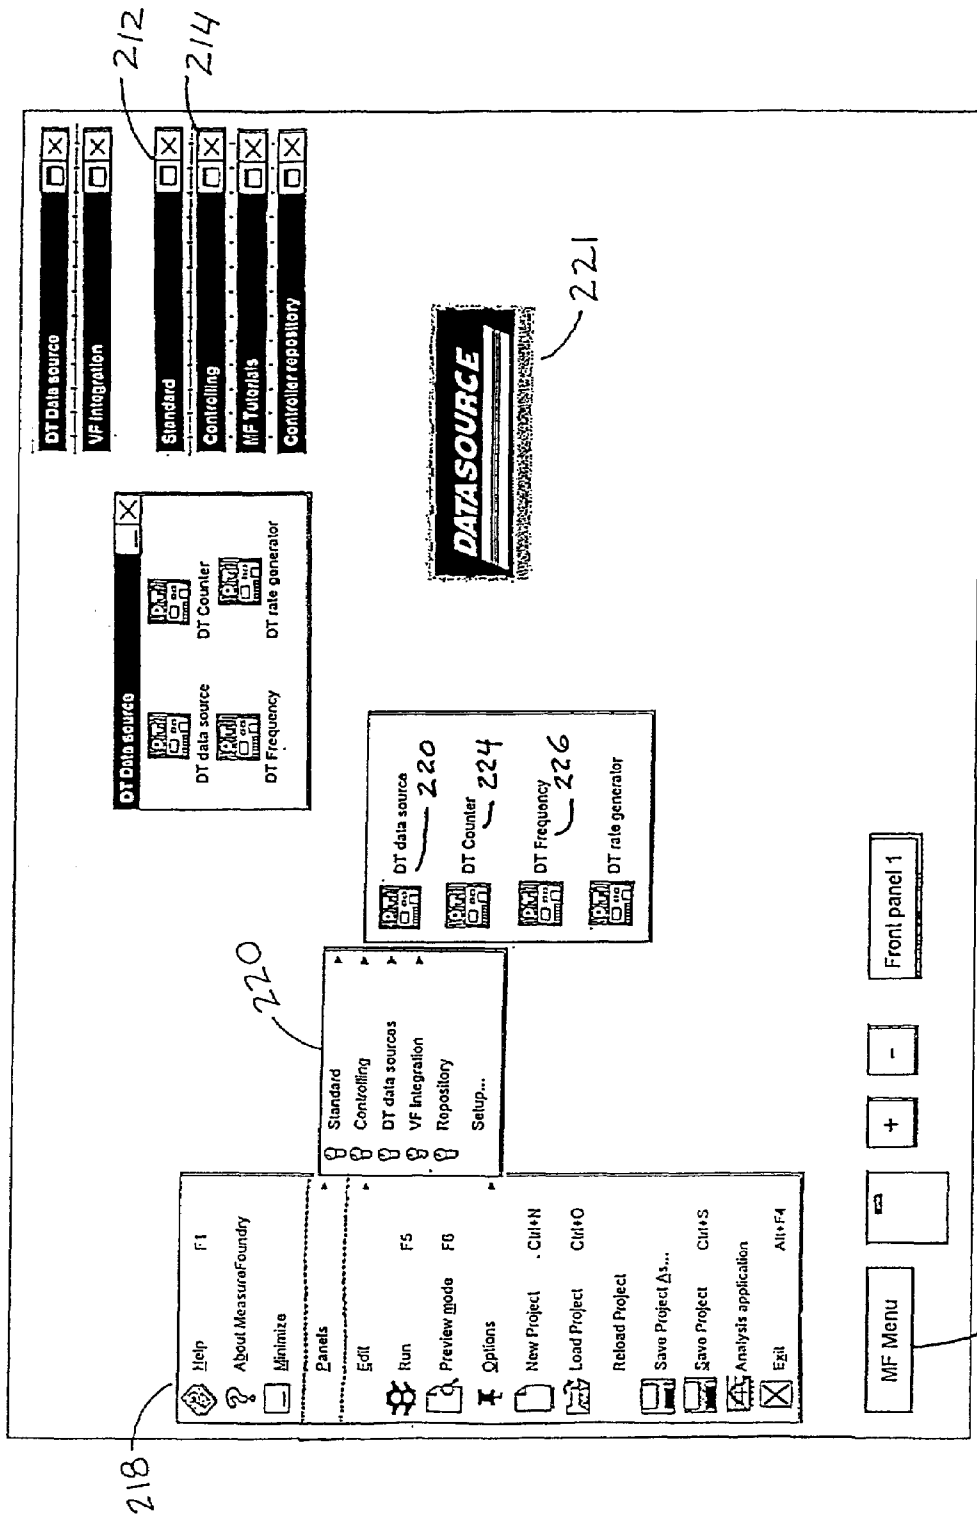 218
Help F1
About MeasureFoundry
Minimize
Panels
Edit
Run F5
Preview mode F6
Options
New Project Ctrl+N
Load Project Ctrl+O
Reload Project
Save Project As...
Save Project Ctrl+S
Analysis application
Exit Alt+F4
MF Menu
+
-
Front panel 1
220
Standard
Controlling
DT data sources
VF Integration
Repository
Setup...
DT data source
220
DT Counter
224
DT Frequency
226
DT rate generator
DT Data source
DT data source
DT Counter
DT Frequency
DT rate generator
DATASOURCE
221
DT Data source
VF Integration
Standard
212
Controlling
214
MF Tutorials
Controller repository